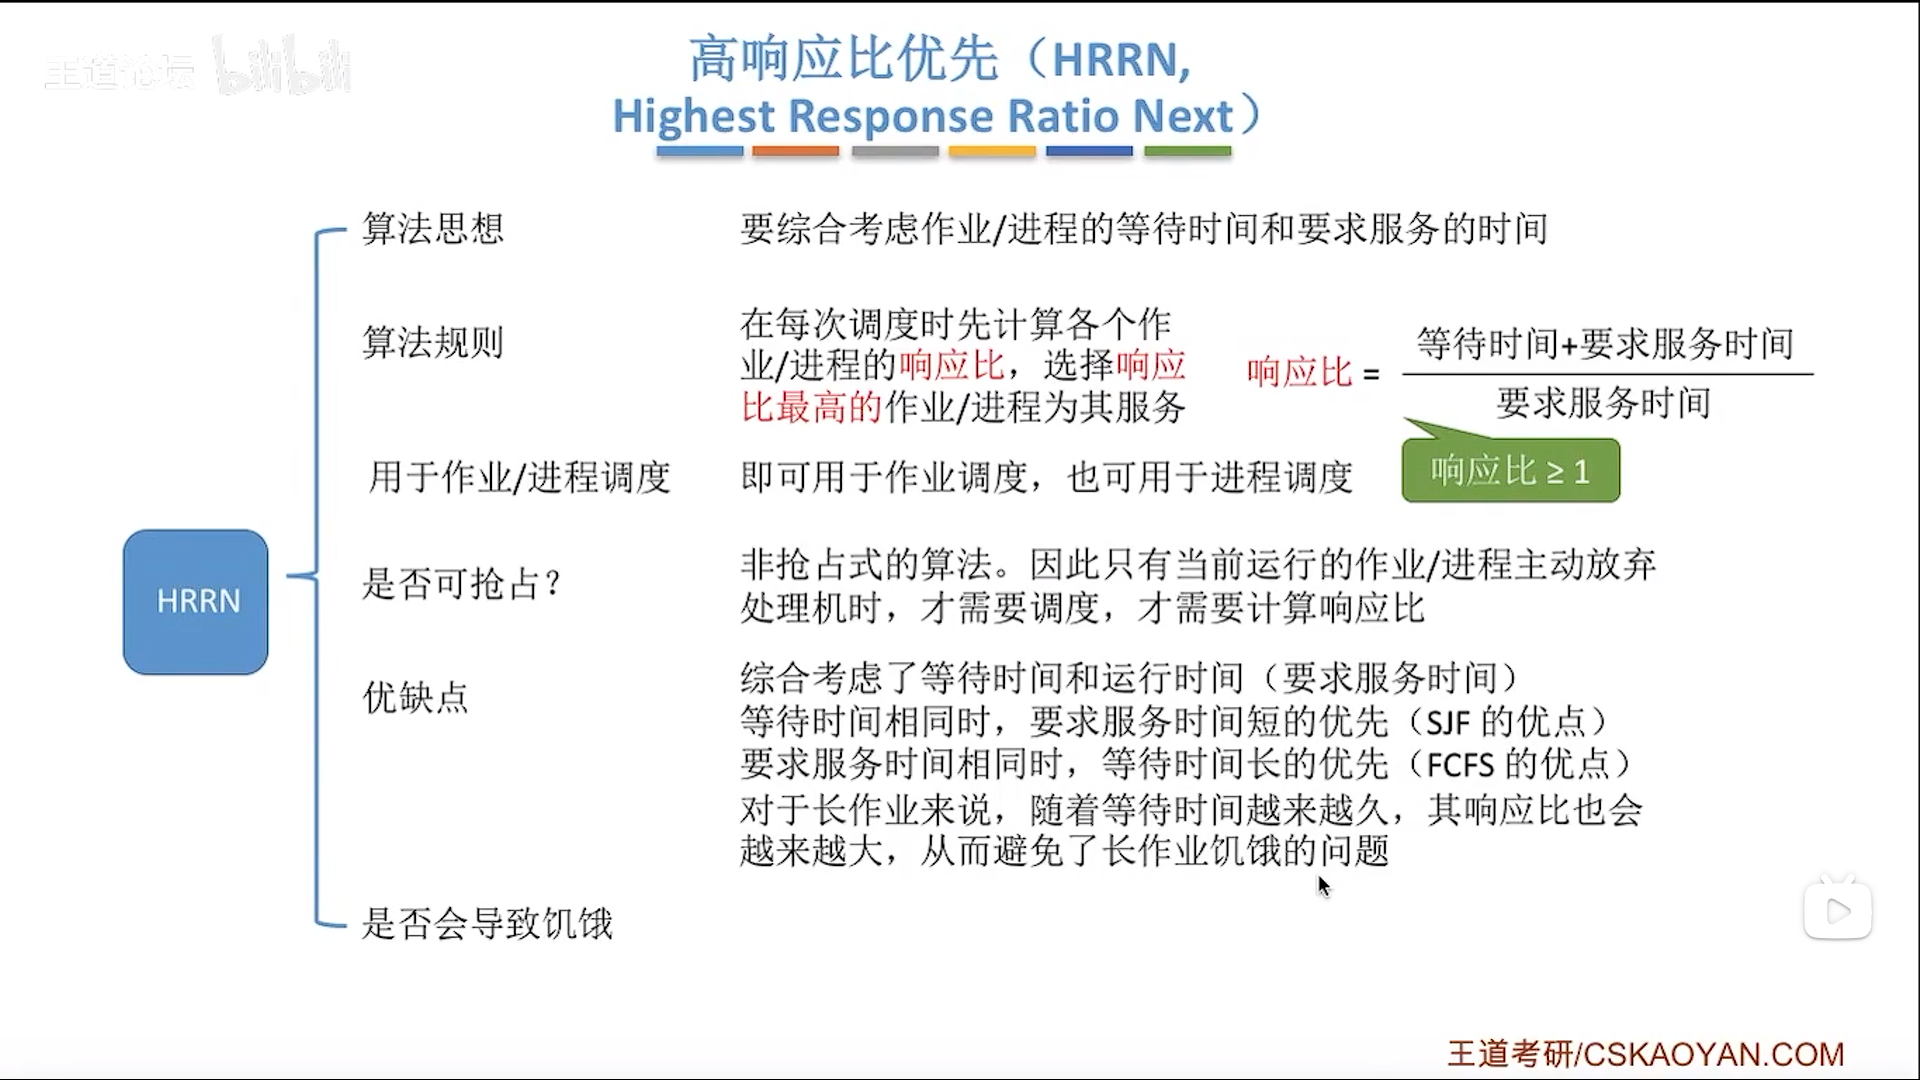 王道论坛 bilibili
高响应比优先（HRRN,
Highest Response Ratio Next）
算法思想
要综合考虑作业/进程的等待时间和要求服务的时间
算法规则
在每次调度时先计算各个作
业/进程的响应比，选择响应
比最高的作业/进程为其服务
响应比 =
等待时间+要求服务时间
要求服务时间
响应比 ≥ 1
用于作业/进程调度
即可用于作业调度，也可用于进程调度
HRRN
是否可抢占？
非抢占式的算法。因此只有当前运行的作业/进程主动放弃
处理机时，才需要调度，才需要计算响应比
优缺点
综合考虑了等待时间和运行时间（要求服务时间）
等待时间相同时，要求服务时间短的优先（SJF 的优点）
要求服务时间相同时，等待时间长的优先（FCFS 的优点）
对于长作业来说，随着等待时间越来越久，其响应比也会
越来越大，从而避免了长作业饥饿的问题
是否会导致饥饿
王道考研/CSKAOYAN.COM